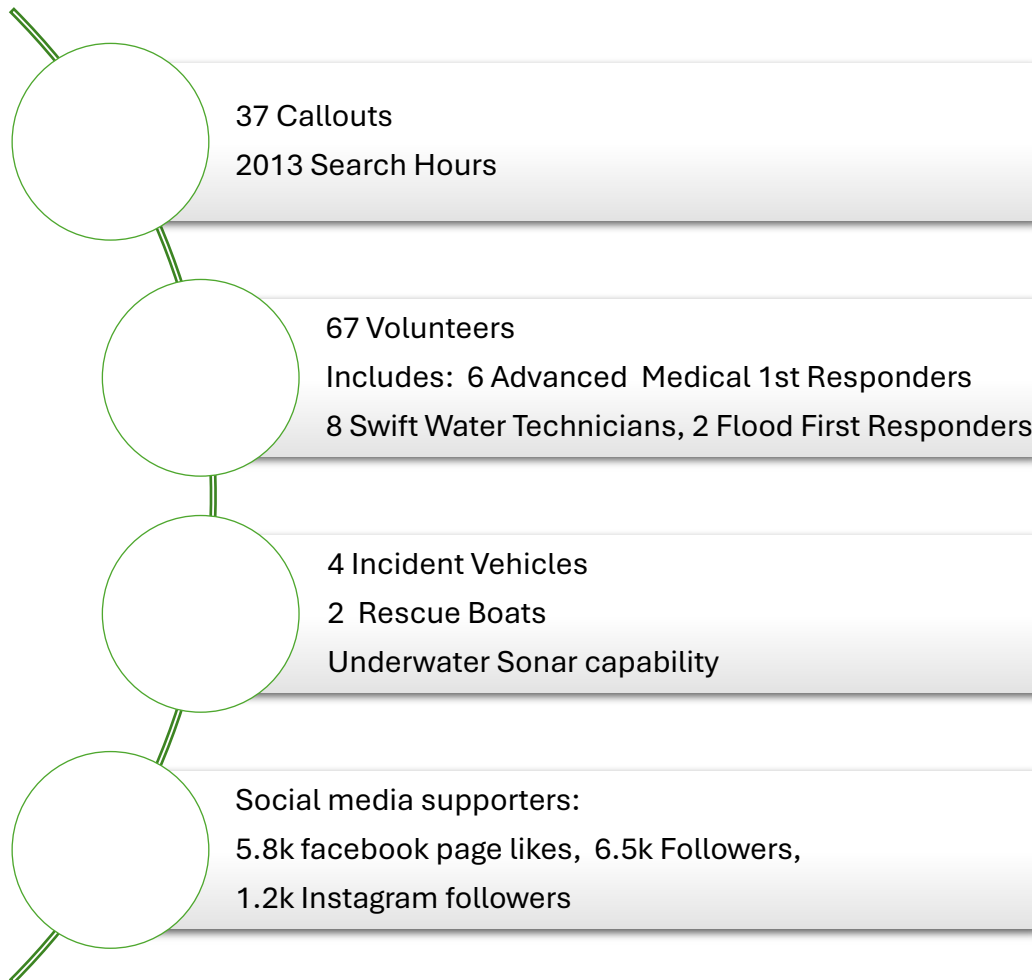 37 Callouts
2013 Search Hours
67 Volunteers
Includes:  6 Advanced  Medical 1st Responders
8 Swift Water Technicians, 2 Flood First Responders
4 Incident Vehicles
2  Rescue Boats
Underwater Sonar capability
Social media supporters:
5.8k facebook page likes,  6.5k Followers,
1.2k Instagram followers